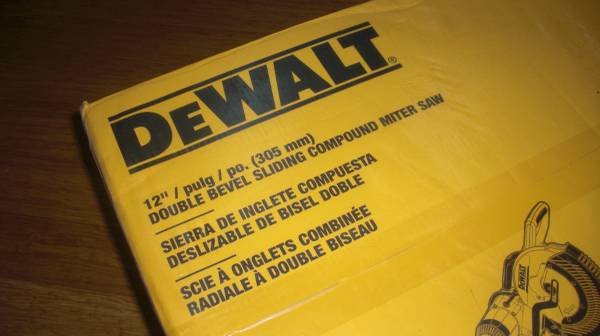 DEWALT®
12" / pulg / po. (305 mm)
DOUBLE BEVEL SLIDING COMPOUND MITER SAW
SIERRA DE INGLETE COMPUESTA
DESLIZABLE DE BISEL DOBLE
SCIE À ONGLETS COMBINÉE
RADIALE À DOUBLE BISEAU
DEWALT